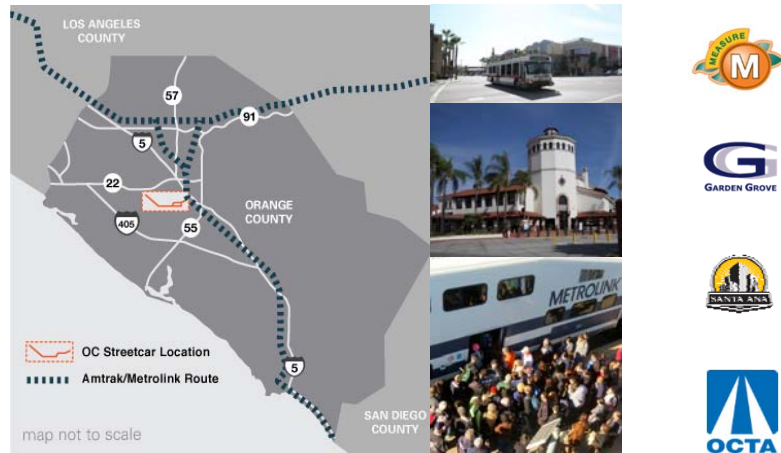 LOS ANGELES
COUNTY
57
91
5
22
ORANGE
COUNTY
405
55
OC Streetcar Location
Amtrak/Metrolink Route
5
SAN DIEGO
COUNTY
map not to scale
METROLINK
MEASURE
M
G
GARDEN GROVE
SANTA ANA
OCTA